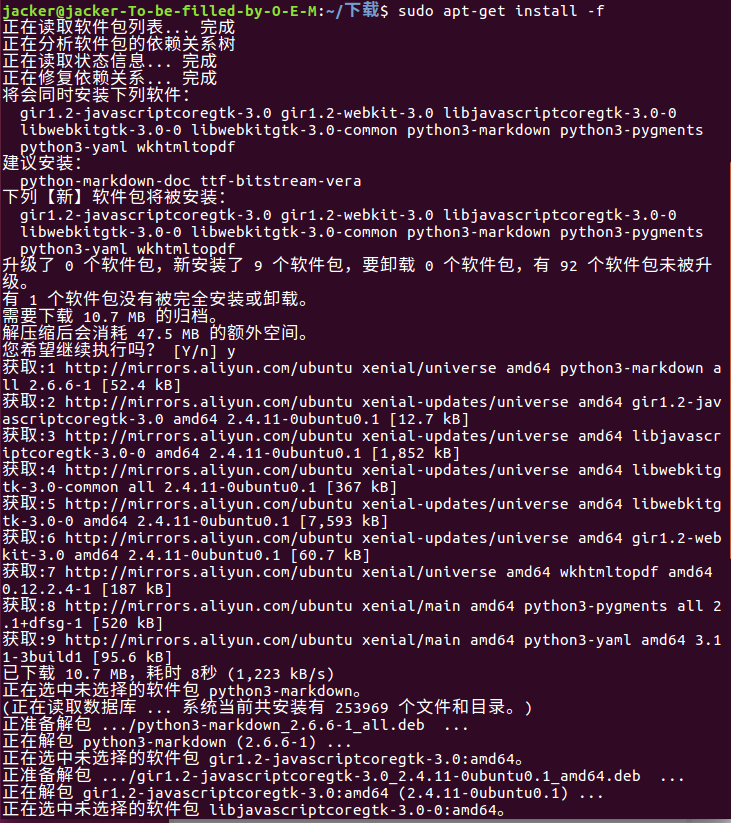 jacker@jacker-To-be-filled-by-O-E-M:~/下载$ sudo apt-get install -f
正在读取软件包列表... 完成
正在分析软件包的依赖关系树
正在读取状态信息... 完成
正在修复依赖关系... 完成
将会同时安装下列软件：
  gir1.2-javascriptcoregtk-3.0 gir1.2-webkit-3.0 libjavascriptcoregtk-3.0-0
  libwebkitgtk-3.0-0 libwebkitgtk-3.0-common python3-markdown python3-pygments
  python3-yaml wkhtmltopdf
建议安装：
  python-markdown-doc ttf-bitstream-vera
下列【新】软件包将被安装：
  gir1.2-javascriptcoregtk-3.0 gir1.2-webkit-3.0 libjavascriptcoregtk-3.0-0
  libwebkitgtk-3.0-0 libwebkitgtk-3.0-common python3-markdown python3-pygments
  python3-yaml wkhtmltopdf
升级了 0 个软件包，新安装了 9 个软件包，要卸载 0 个软件包，有 92 个软件包未被升
级。
有 1 个软件包没有被完全安装或卸载。
需要下载 10.7 MB 的归档。
解压缩后会消耗 47.5 MB 的额外空间。
您希望继续执行吗？ [Y/n] y
获取:1 http://mirrors.aliyun.com/ubuntu xenial/universe amd64 python3-markdown a
ll 2.6.6-1 [52.4 kB]
获取:2 http://mirrors.aliyun.com/ubuntu xenial-updates/universe amd64 gir1.2-jav
ascriptcoregtk-3.0 amd64 2.4.11-0ubuntu0.1 [12.7 kB]
获取:3 http://mirrors.aliyun.com/ubuntu xenial-updates/universe amd64 libjavascr
iptcoregtk-3.0-0 amd64 2.4.11-0ubuntu0.1 [1,852 kB]
获取:4 http://mirrors.aliyun.com/ubuntu xenial-updates/universe amd64 libwebkitg
tk-3.0-common all 2.4.11-0ubuntu0.1 [367 kB]
获取:5 http://mirrors.aliyun.com/ubuntu xenial-updates/universe amd64 libwebkitg
tk-3.0-0 amd64 2.4.11-0ubuntu0.1 [7,593 kB]
获取:6 http://mirrors.aliyun.com/ubuntu xenial-updates/universe amd64 gir1.2-web
kit-3.0 amd64 2.4.11-0ubuntu0.1 [60.7 kB]
获取:7 http://mirrors.aliyun.com/ubuntu xenial/universe amd64 wkhtmltopdf amd64
0.12.2.4-1 [187 kB]
获取:8 http://mirrors.aliyun.com/ubuntu xenial/main amd64 python3-pygments all 2
.1+dfsg-1 [520 kB]
获取:9 http://mirrors.aliyun.com/ubuntu xenial/main amd64 python3-yaml amd64 3.1
1-3build1 [95.6 kB]
已下载 10.7 MB，耗时 8秒 (1,223 kB/s)
正在选中未选择的软件包 python3-markdown。
(正在读取数据库 ... 系统当前共安装有 253969 个文件和目录。)
正准备解包 .../python3-markdown_2.6.6-1_all.deb  ...
正在解包 python3-markdown (2.6.6-1) ...
正在选中未选择的软件包 gir1.2-javascriptcoregtk-3.0:amd64。
正准备解包 .../gir1.2-javascriptcoregtk-3.0_2.4.11-0ubuntu0.1_amd64.deb  ...
正在解包 gir1.2-javascriptcoregtk-3.0:amd64 (2.4.11-0ubuntu0.1) ...
正在选中未选择的软件包 libjavascriptcoregtk-3.0-0:amd64。